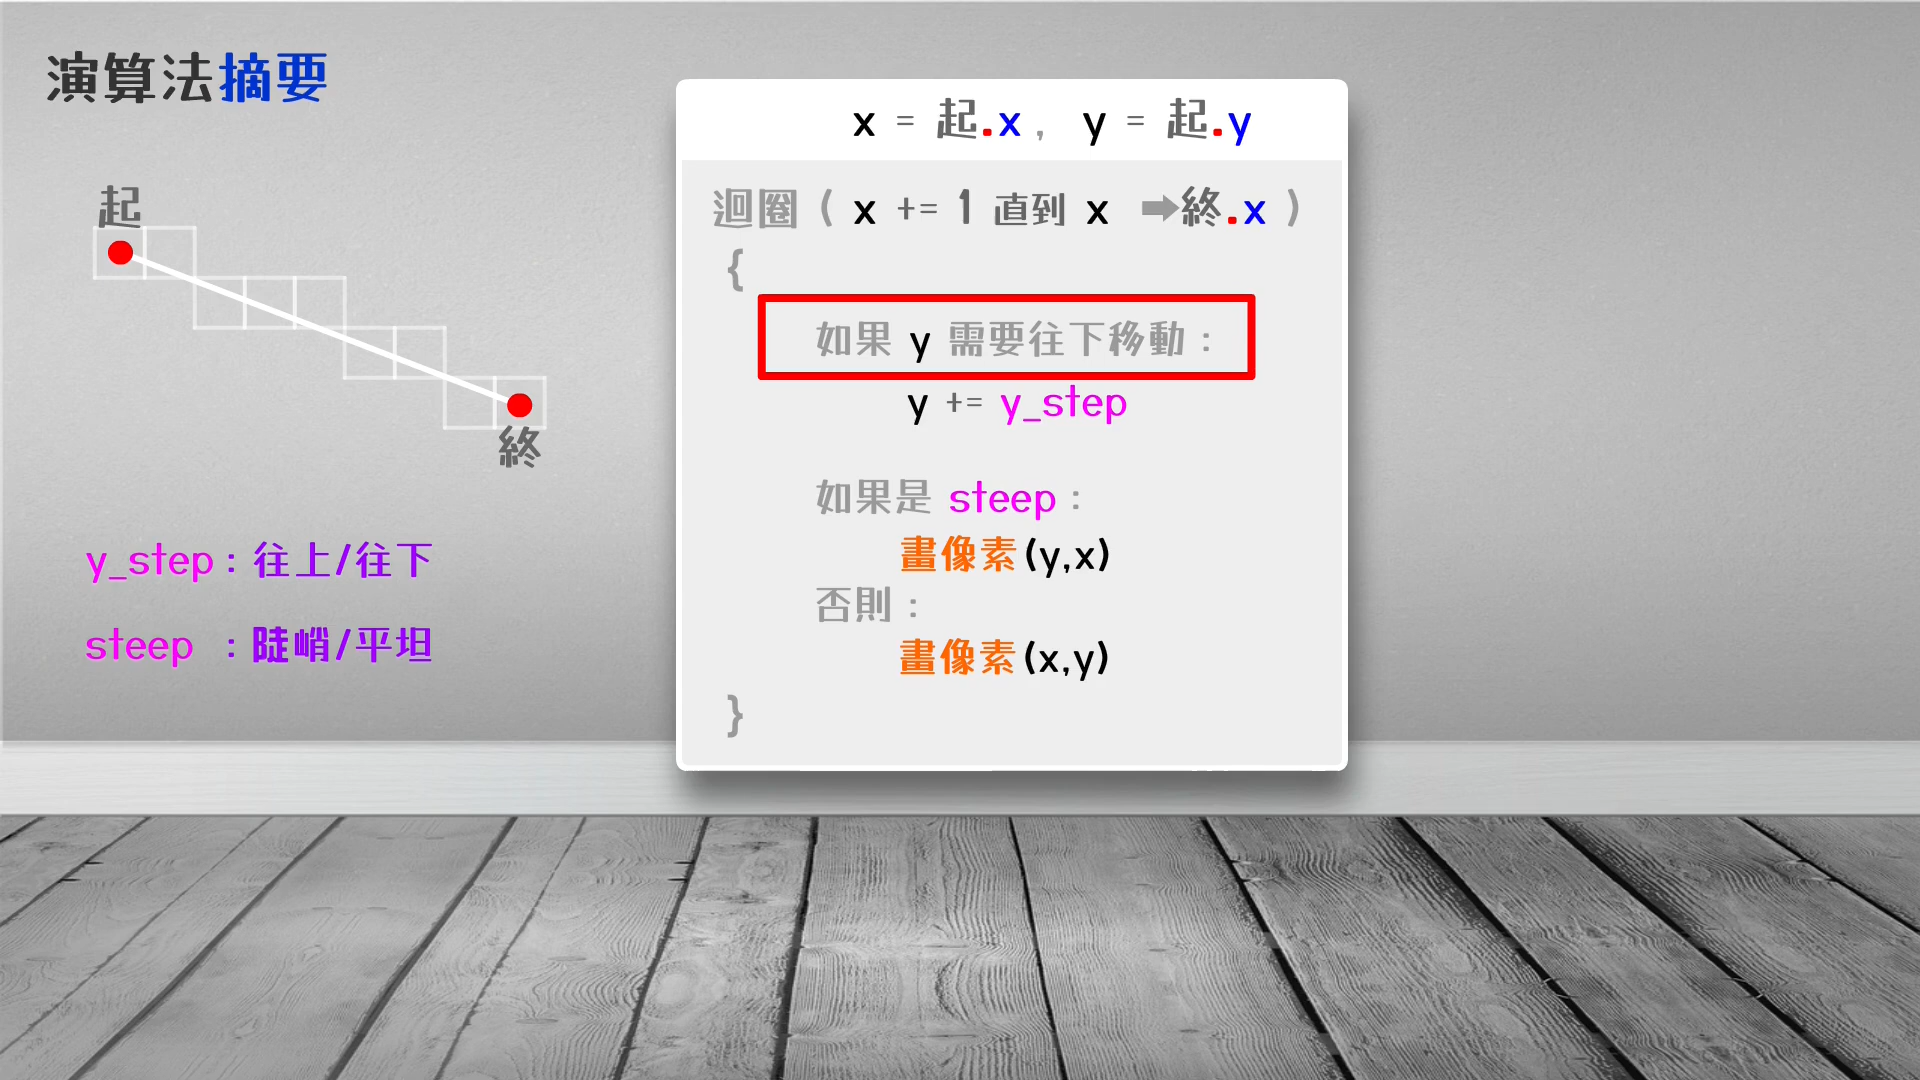 演算法摘要
起
終
y_step：往上/往下
steep ：陡峭/平坦
x = 起.x， y = 起.y
迴圈 ( x += 1 直到 x ➡終.x )
{
如果 y 需要往下移動：
y += y_step
如果是 steep：
畫像素(y,x)
否則：
畫像素(x,y)
}